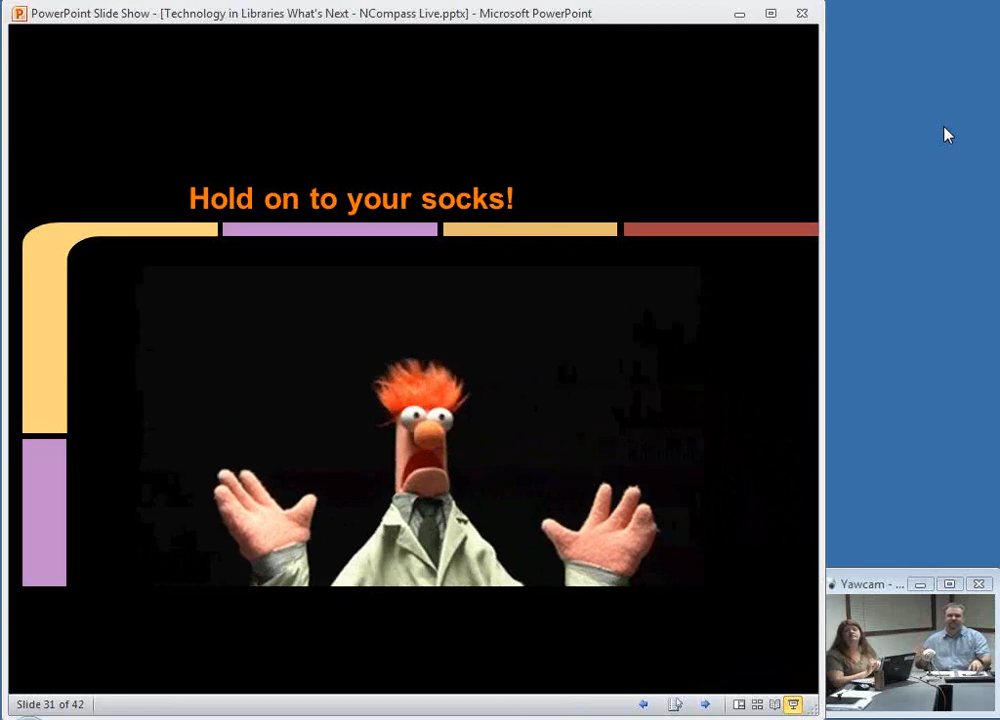 PowerPoint Slide Show - [Technology in Libraries What's Next - NCompass Live.pptx] - Microsoft PowerPoint
Hold on to your socks!
Yawcam - ...
Slide 31 of 42